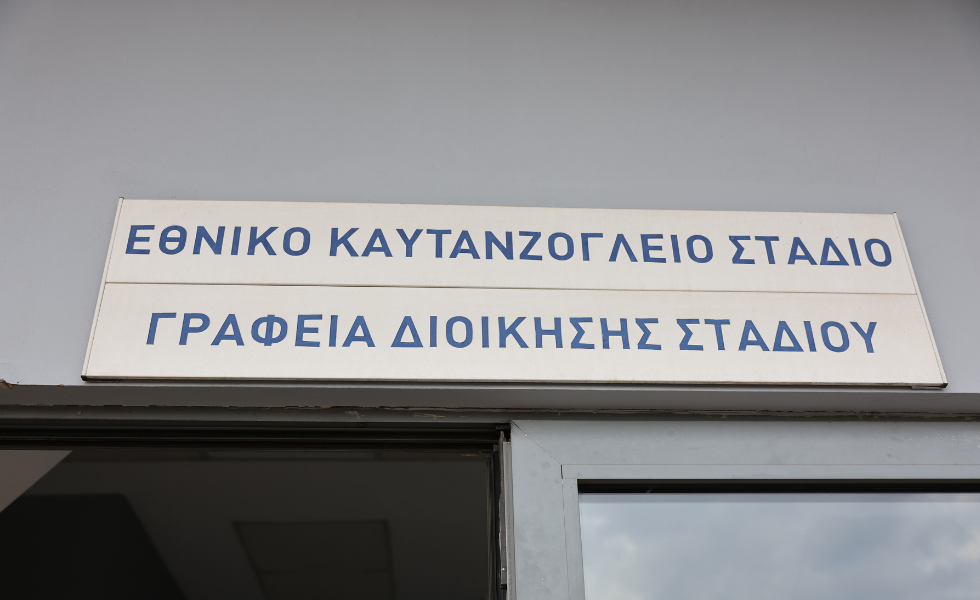 ΕΘΝΙΚΟ ΚΑΥΤΑΝΖΟΓΛΕΙΟ ΣΤΑΔΙΟ
ΓΡΑΦΕΙΑ ΔΙΟΙΚΗΣΗΣ ΣΤΑΔΙΟΥ